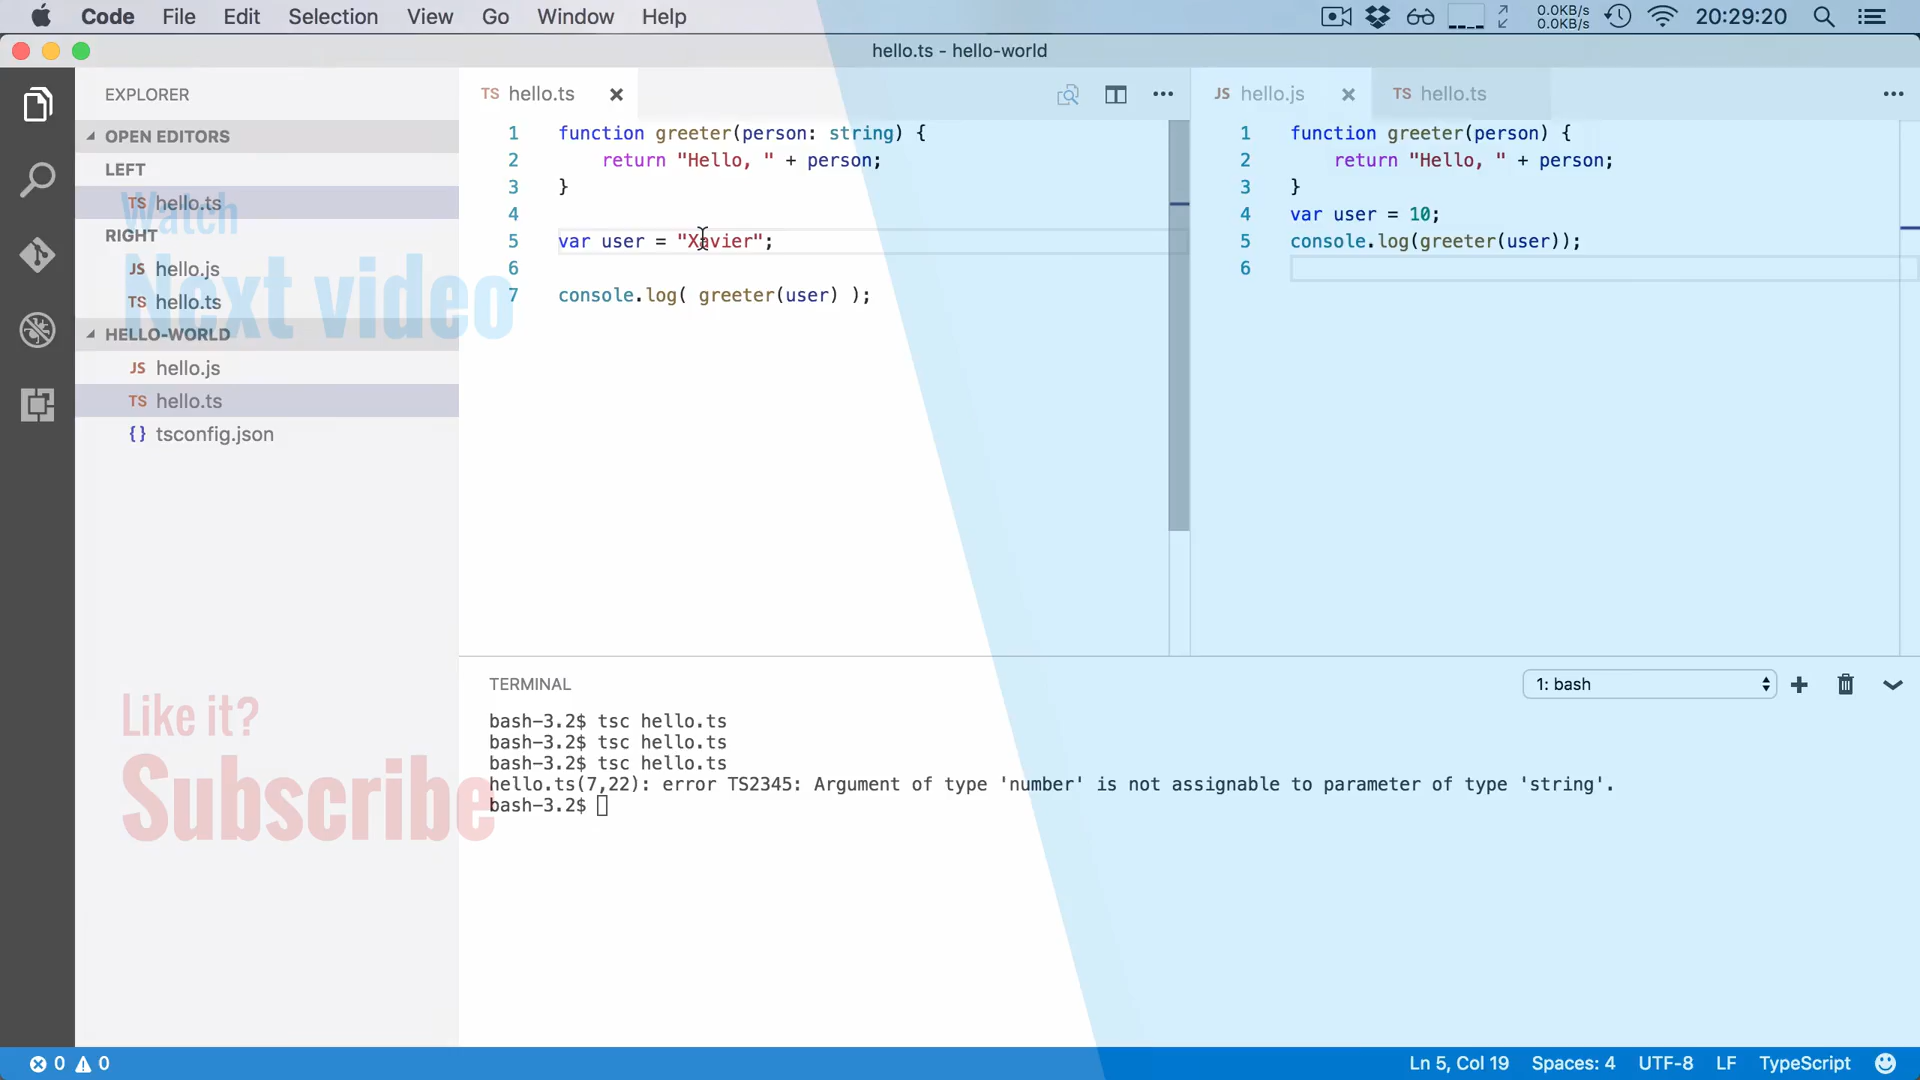 Code File Edit Selection View Go Window Help
0.0KB/s
0.0KB/s
20:29:20
hello.ts - hello-world
EXPLORER
OPEN EDITORS
LEFT
TS hello.ts
RIGHT
JS hello.js
TS hello.ts
HELLO-WORLD
JS hello.js
TS hello.ts
{} tsconfig.json
Watch
Next video
Like it?
Subscribe
TS hello.ts
1 function greeter(person: string) {
2 return "Hello, " + person;
3 }
4
5 var user = "Xavier";
6
7 console.log( greeter(user) );
JS hello.js
TS hello.ts
1 function greeter(person) {
2 return "Hello, " + person;
3 }
4 var user = 10;
5 console.log(greeter(user));
6
TERMINAL
1: bash
bash-3.2$ tsc hello.ts
bash-3.2$ tsc hello.ts
bash-3.2$ tsc hello.ts
hello.ts(7,22): error TS2345: Argument of type 'number' is not assignable to parameter of type 'string'.
bash-3.2$
0 0
Ln 5, Col 19 Spaces: 4 UTF-8 LF TypeScript